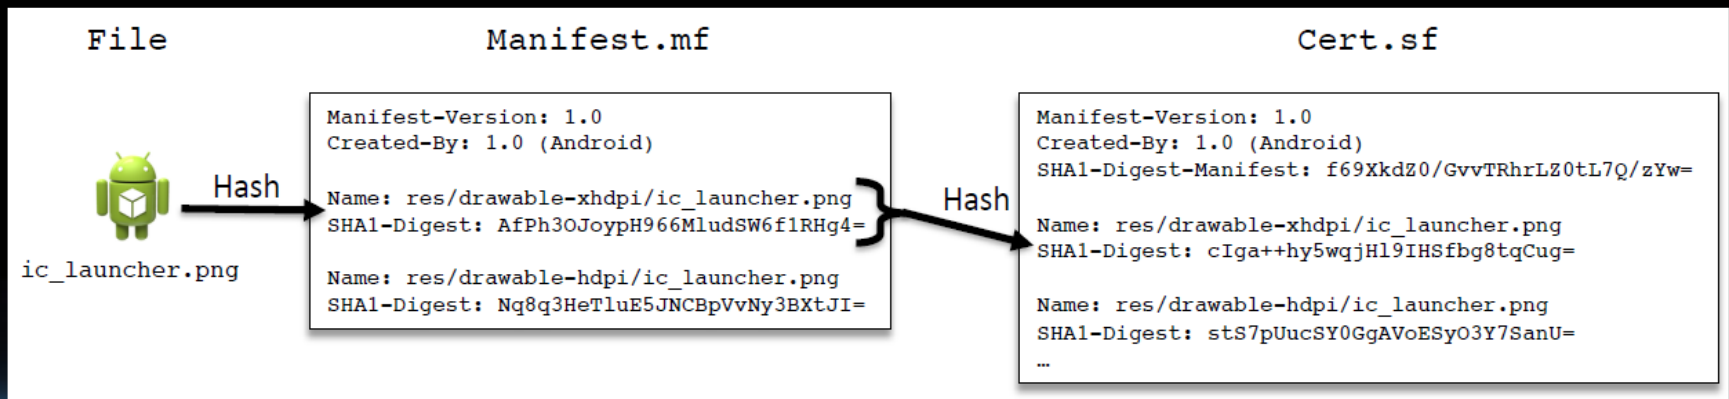 File
Manifest.mf
Cert.sf
ic_launcher.png
Hash
Manifest-Version: 1.0
Created-By: 1.0 (Android)
Name: res/drawable-xhdpi/ic_launcher.png
SHA1-Digest: AfPh3OJoypH966MludSW6f1RHg4=
Name: res/drawable-hdpi/ic_launcher.png
SHA1-Digest: Nq8q3HeTluE5JNCBpVvNy3BXtJI=
Hash
Manifest-Version: 1.0
Created-By: 1.0 (Android)
SHA1-Digest-Manifest: f69XkdZ0/GvvTRhrLZ0tL7Q/zYw=
Name: res/drawable-xhdpi/ic_launcher.png
SHA1-Digest: cIga++hy5wqjHl9IHSfbg8tqCug=
Name: res/drawable-hdpi/ic_launcher.png
SHA1-Digest: stS7pUucSY0GgAVoESyO3Y7SanU=
…